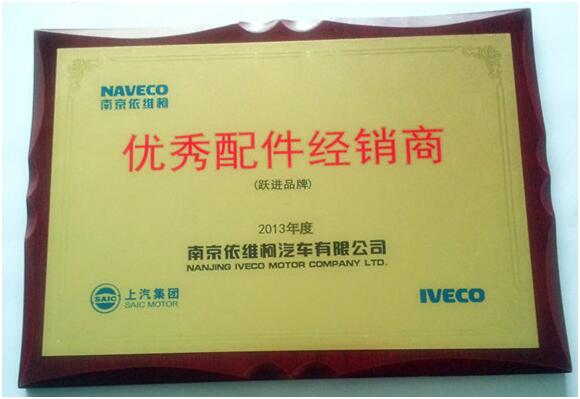 NAVECO
南京依维柯
优秀配件经销商
(跃进品牌)
2013年度
南京依维柯汽车有限公司
NANJING IVECO MOTOR COMPANY LTD.
SAIC
上汽集团
SAIC MOTOR
IVECO